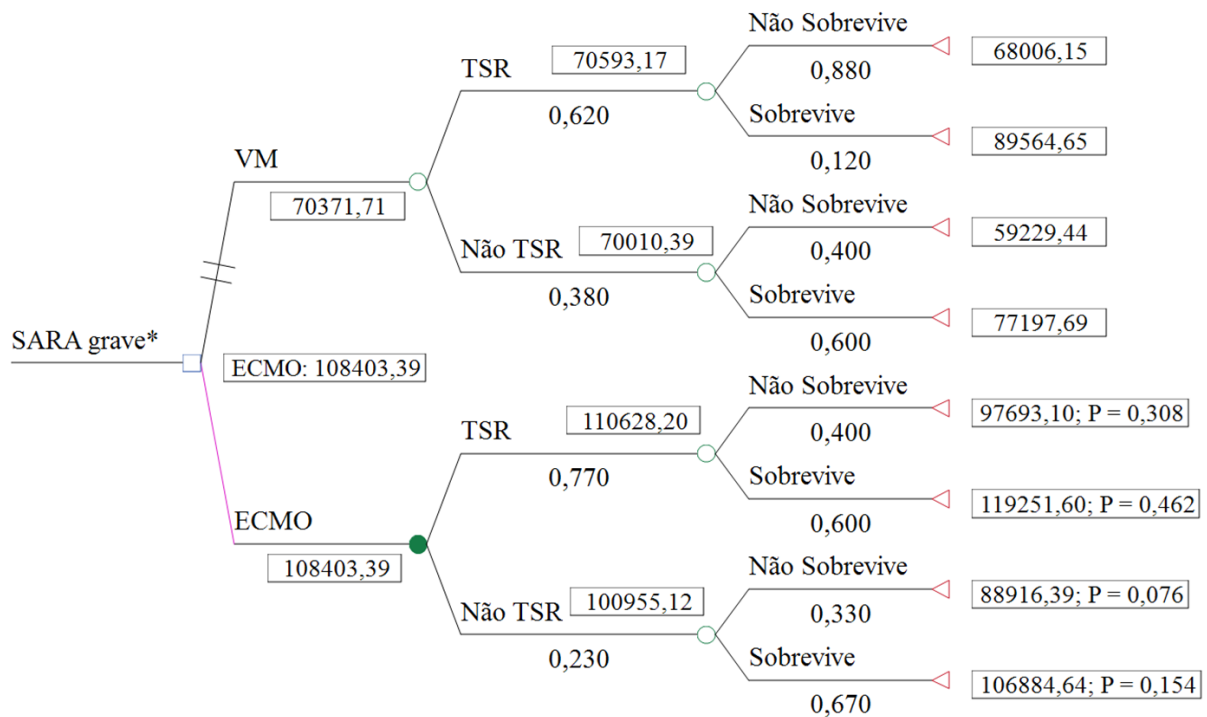 Não Sobrevive
68006,15
0,880
TSR
70593,17
0,620
Sobrevive
89564,65
0,120
VM
70371,71
Não Sobrevive
59229,44
0,400
Não TSR
70010,39
0,380
Sobrevive
77197,69
0,600
SARA grave*
ECMO: 108403,39
Não Sobrevive
97693,10; P = 0,308
0,400
TSR
110628,20
0,770
Sobrevive
119251,60; P = 0,462
0,600
ECMO
108403,39
Não Sobrevive
88916,39; P = 0,076
0,330
Não TSR
100955,12
0,230
Sobrevive
106884,64; P = 0,154
0,670